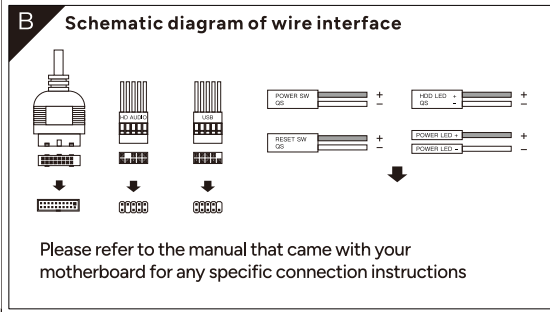 B
Schematic diagram of wire interface
HD AUDIO
USB
POWER SW +
QS −
HDD LED + +
QS − −
RESET SW +
QS −
POWER LED + +
POWER LED − −
Please refer to the manual that came with your
motherboard for any specific connection instructions